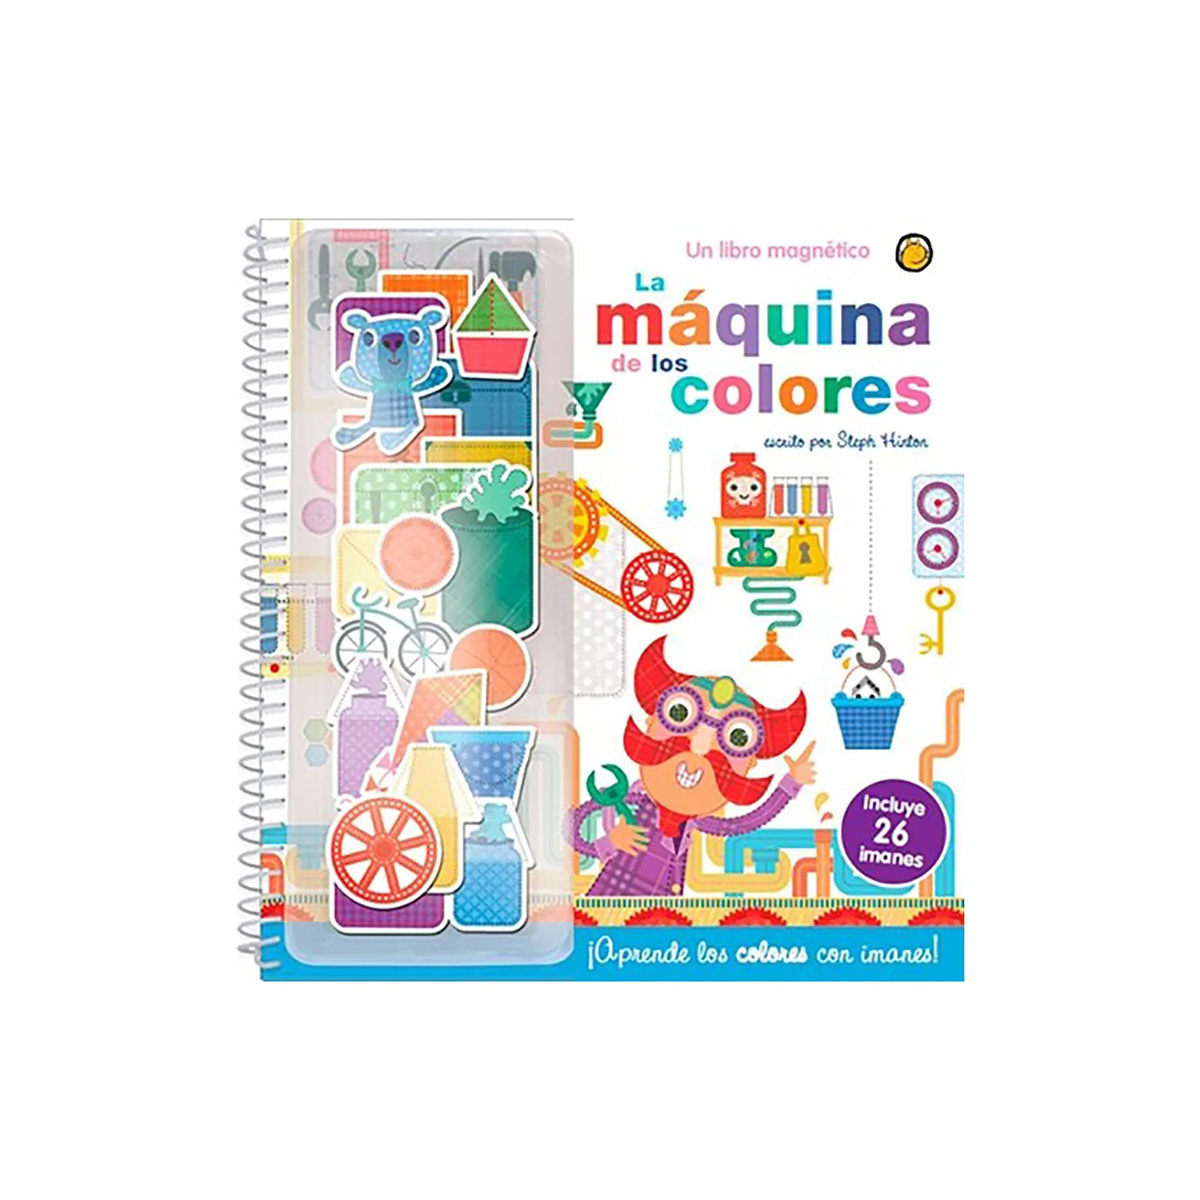 Un libro magnético
La
máquina
de los
colores
escrito por Steph Hinton
Incluye
26
imanes
¡Aprende los colores con imanes!